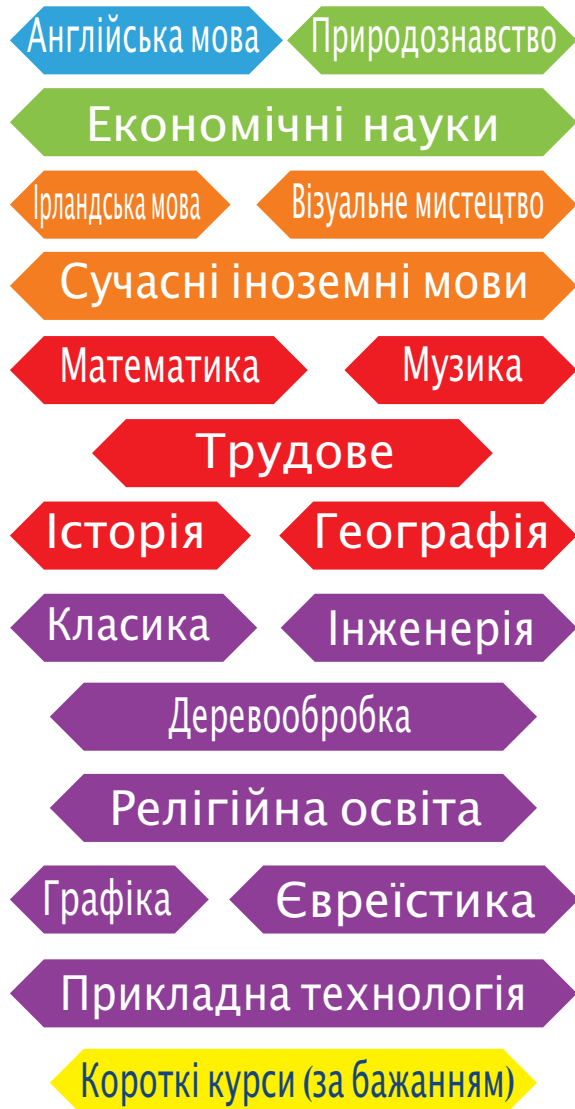 Англійська мова
Природознавство
Економічні науки
Ірландська мова
Візуальне мистецтво
Сучасні іноземні мови
Математика
Музика
Трудове
Історія
Географія
Класика
Інженерія
Деревообробка
Релігійна освіта
Графіка
Євреїстика
Прикладна технологія
Короткі курси (за бажанням)